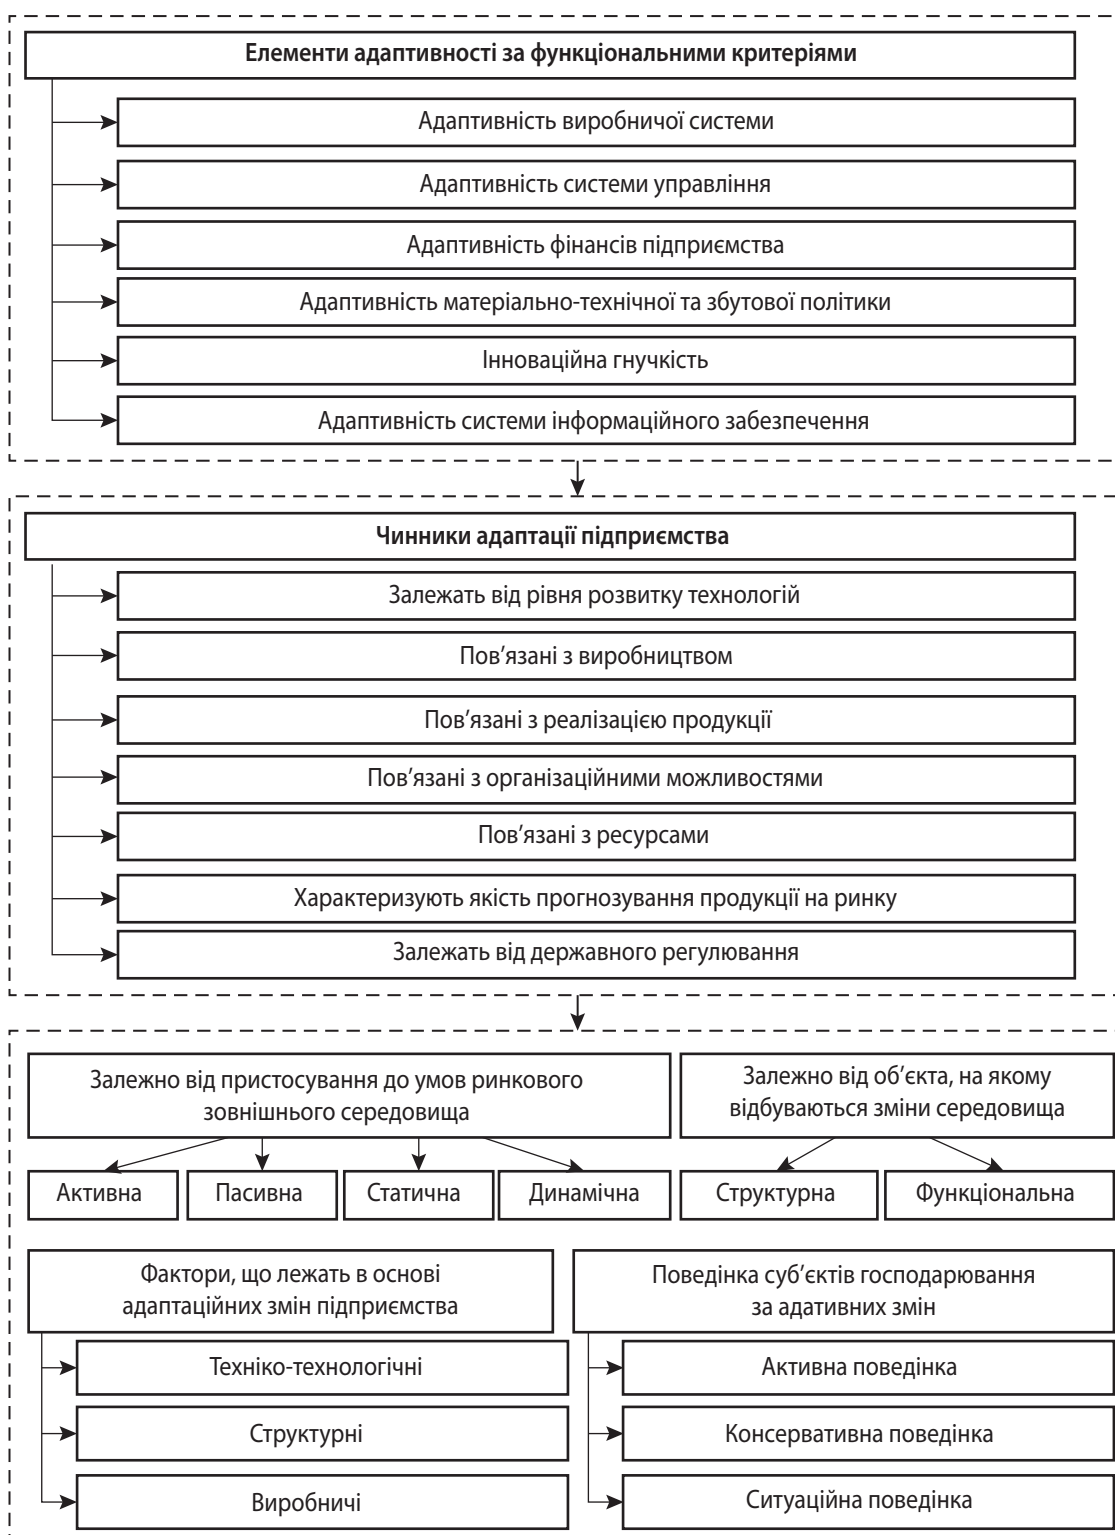 Елементи адаптивності за функціональними критеріями
Адаптивність виробничої системи
Адаптивність системи управління
Адаптивність фінансів підприємства
Адаптивність матеріально-технічної та збутової політики
Інноваційна гнучкість
Адаптивність системи інформаційного забезпечення
Чинники адаптації підприємства
Залежать від рівня розвитку технологій
Пов’язані з виробництвом
Пов’язані з реалізацією продукції
Пов’язані з організаційними можливостями
Пов’язані з ресурсами
Характеризують якість прогнозування продукції на ринку
Залежать від державного регулювання
Залежно від пристосування до умов ринкового
зовнішнього середовища
Активна
Пасивна
Статична
Динамічна
Залежно від об’єкта, на якому
відбуваються зміни середовища
Структурна
Функціональна
Фактори, що лежать в основі
адаптаційних змін підприємства
Техніко-технологічні
Структурні
Виробничі
Поведінка суб’єктів господарювання
за адативних змін
Активна поведінка
Консервативна поведінка
Ситуаційна поведінка